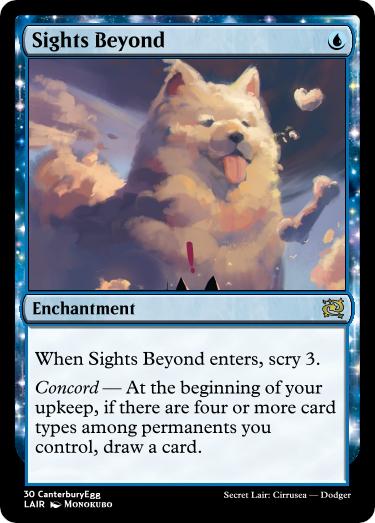 Sights Beyond
!
Enchantment
When Sights Beyond enters, scry 3.
Concord — At the beginning of your
upkeep, if there are four or more card
types among permanents you
control, draw a card.
30 CanterburyEgg
LAIR Monokubo
Secret Lair: Cirrusea — Dodger